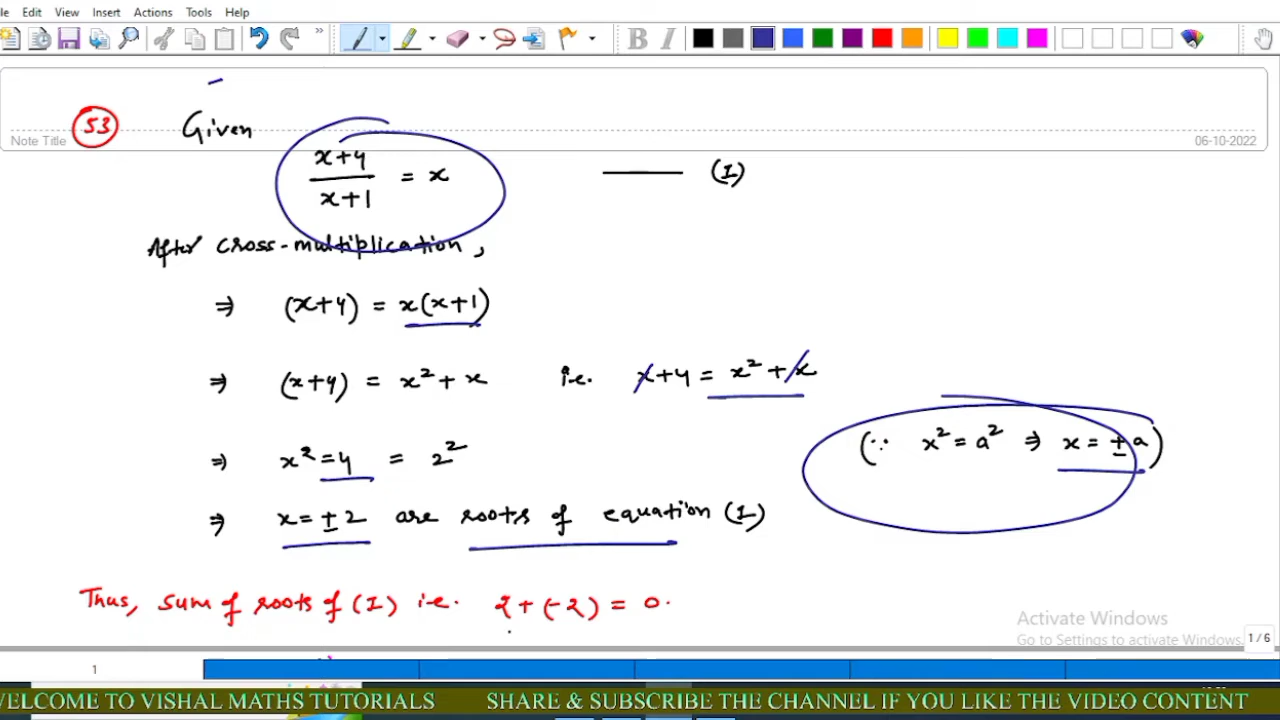 le Edit View Insert Actions Tools Help
53 Given
Note Title
06-10-2022
x+4/x+1 = x ——— (I)
After cross-multiplication,
⇒ (x+4) = x(x+1)
⇒ (x+4) = x² + x i.e. x+4 = x² + x
(∵ x² = a² ⇒ x = ± a)
⇒ x² = 4 = 2²
⇒ x = ± 2 are roots of equation (I)
Thus, sum of roots of (I) i.e. 2 + (-2) = 0.
Activate Windows
Go to Settings to activate Windows.
1/6
1
WELCOME TO VISHAL MATHS TUTORIALS SHARE & SUBSCRIBE THE CHANNEL IF YOU LIKE THE VIDEO CONTENT